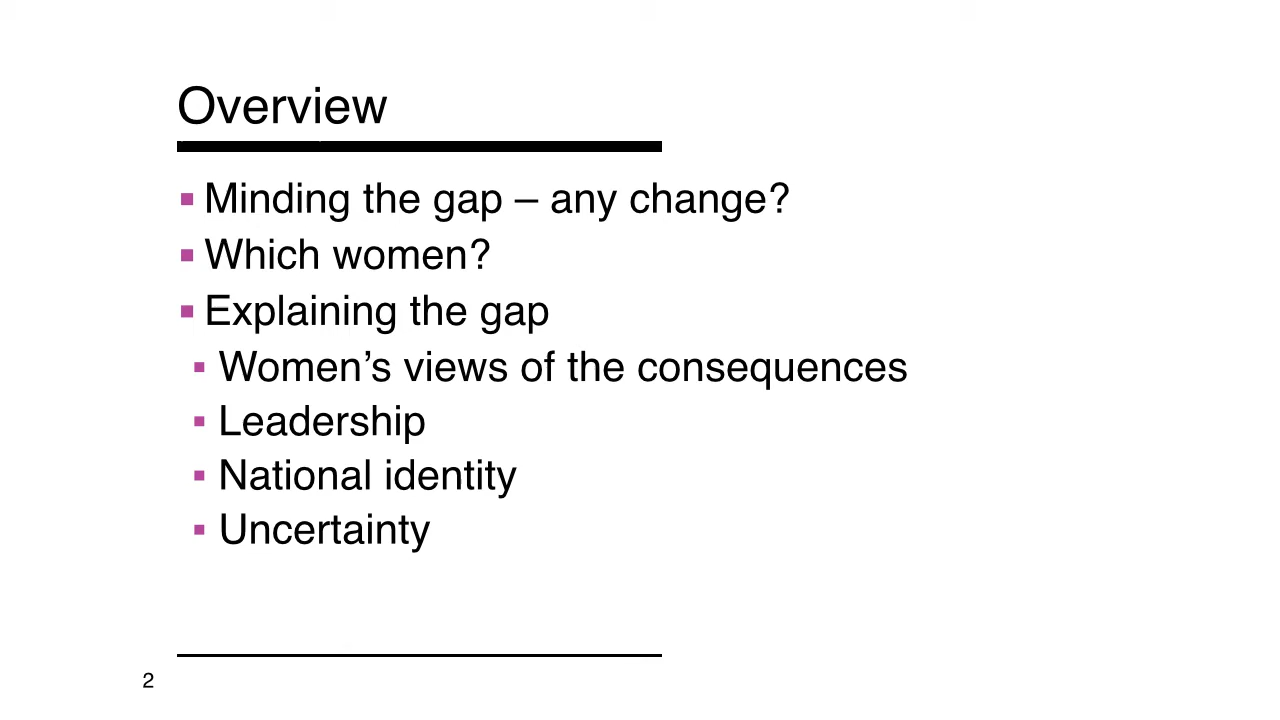 Overview
▪ Minding the gap – any change?
▪ Which women?
▪ Explaining the gap
▪ Women’s views of the consequences
▪ Leadership
▪ National identity
▪ Uncertainty
2